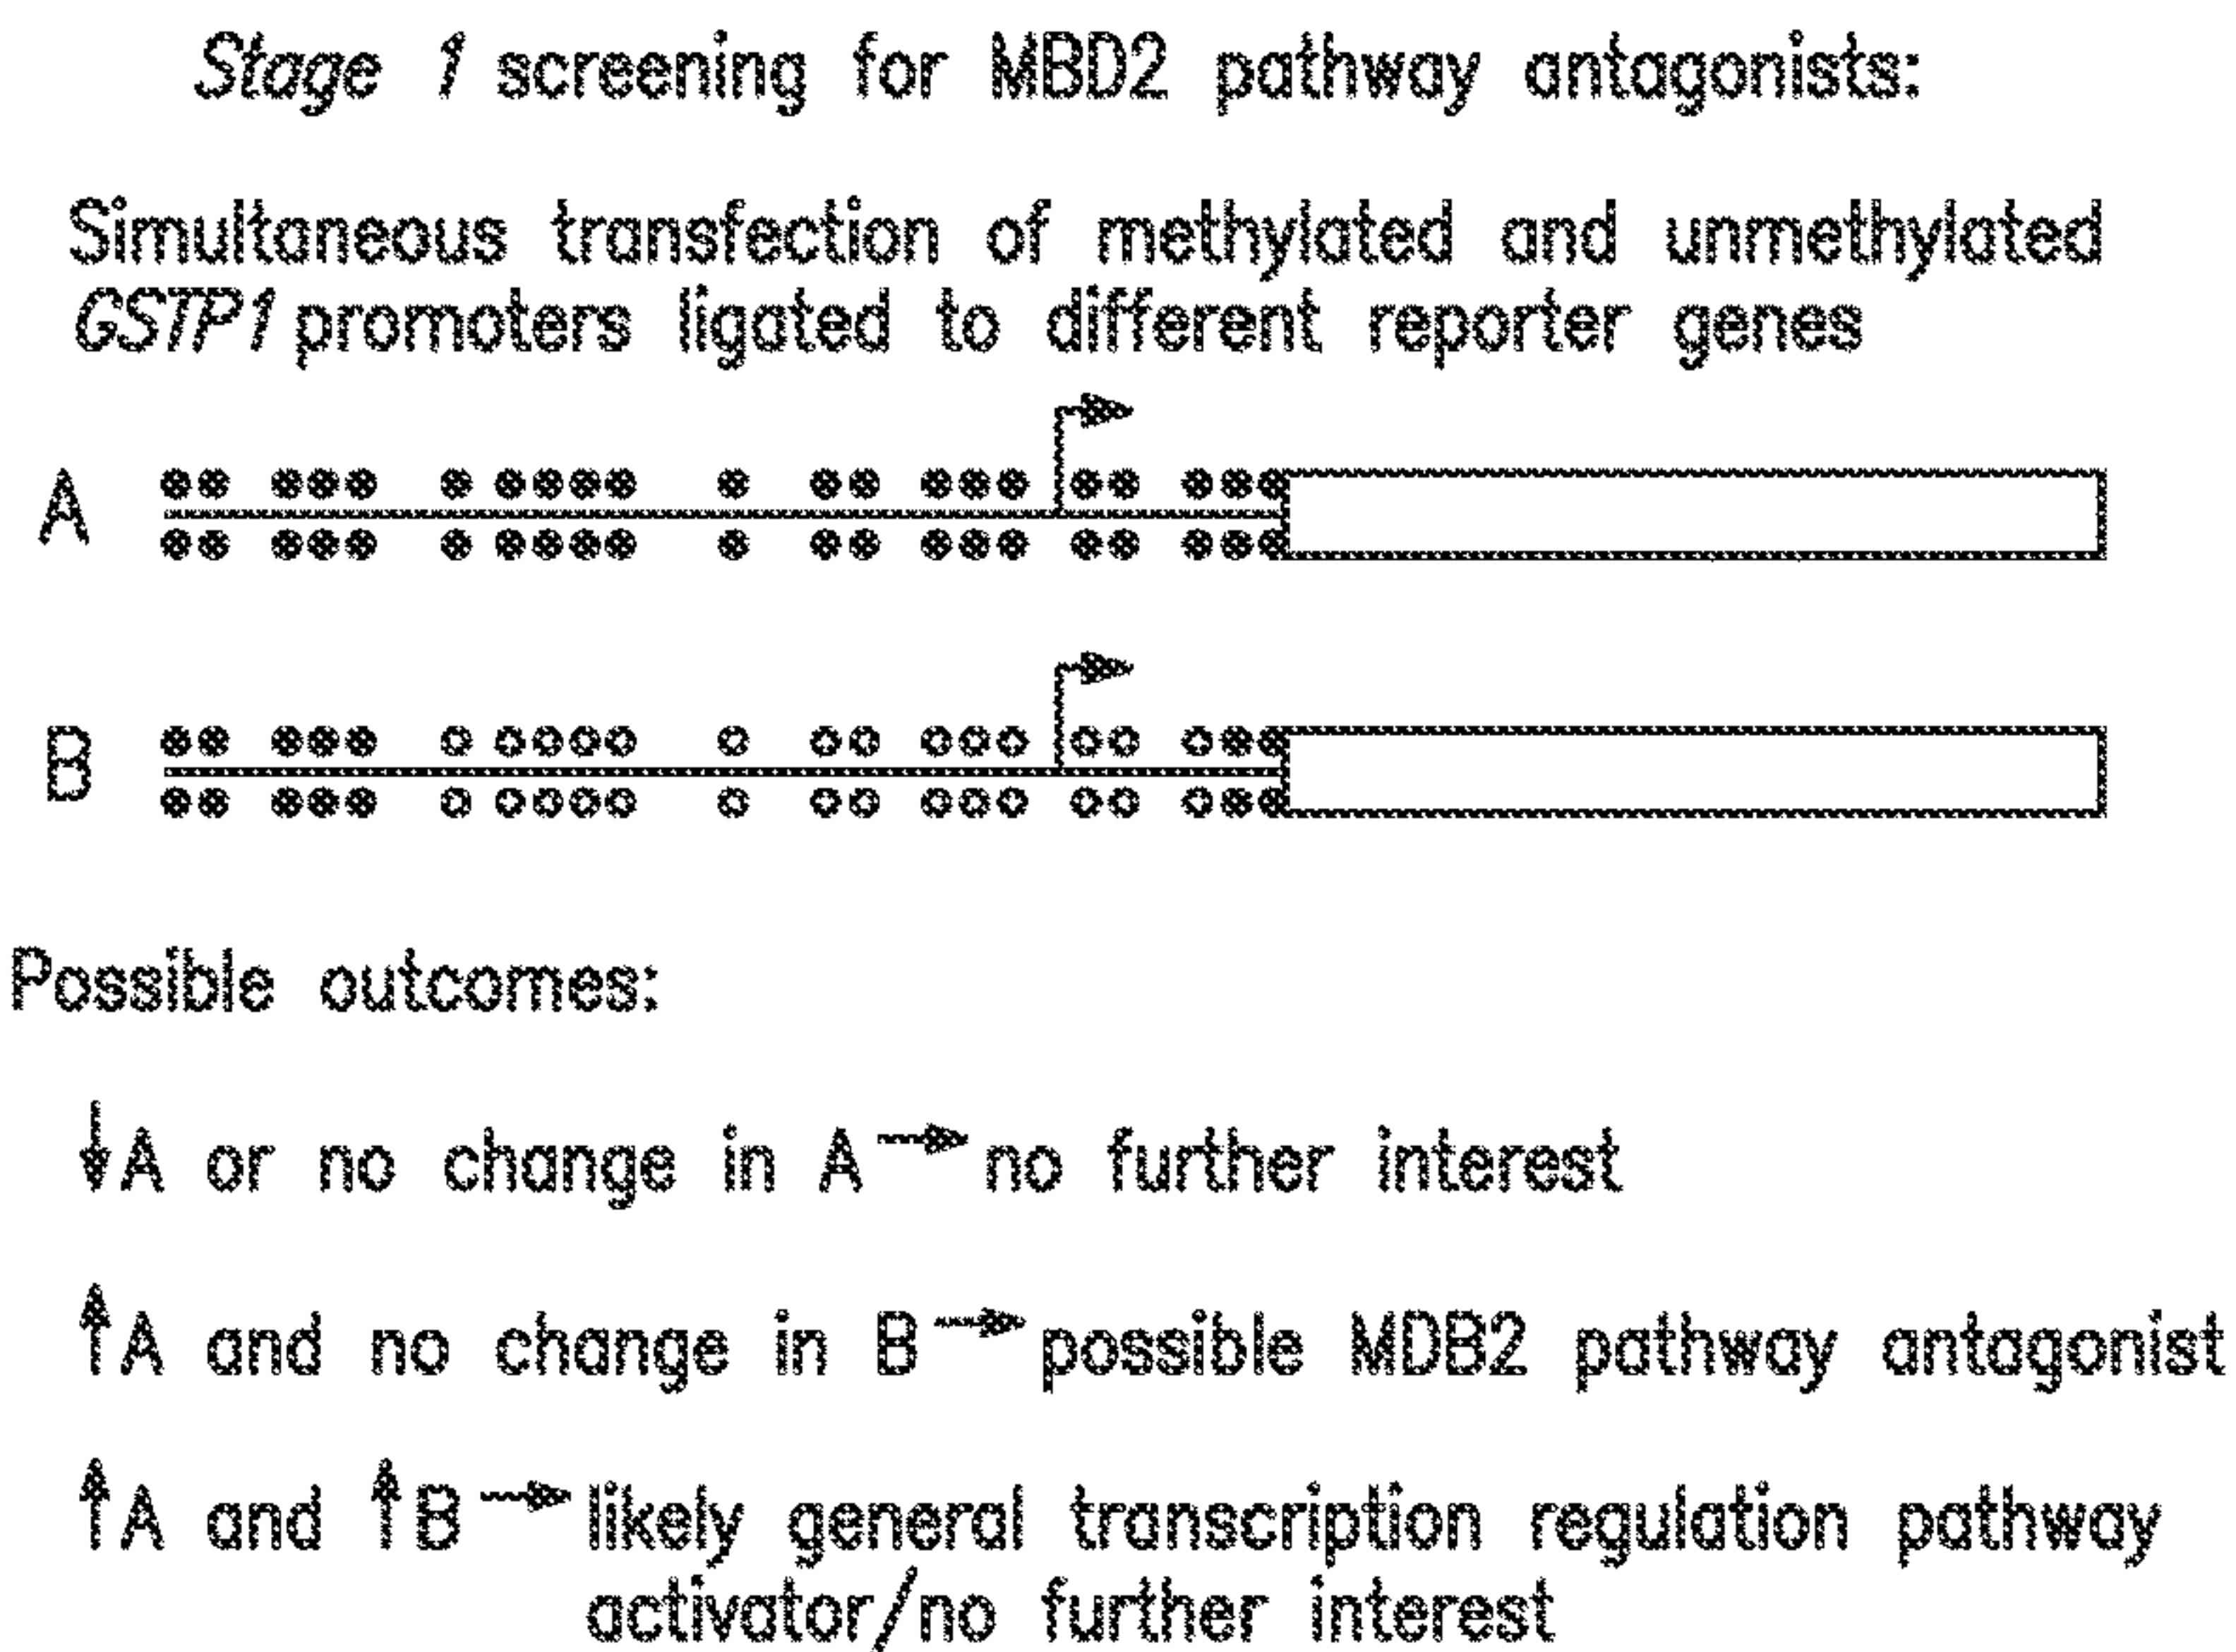 Stage 1 screening for MBD2 pathway antagonists:
Simultaneous transfection of methylated and unmethylated
GSTP1 promoters ligated to different reporter genes
A
B
Possible outcomes:
↓A or no change in A→no further interest
↑A and no change in B→possible MDB2 pathway antagonist
↑A and ↑B→likely general transcription regulation pathway
activator/no further interest